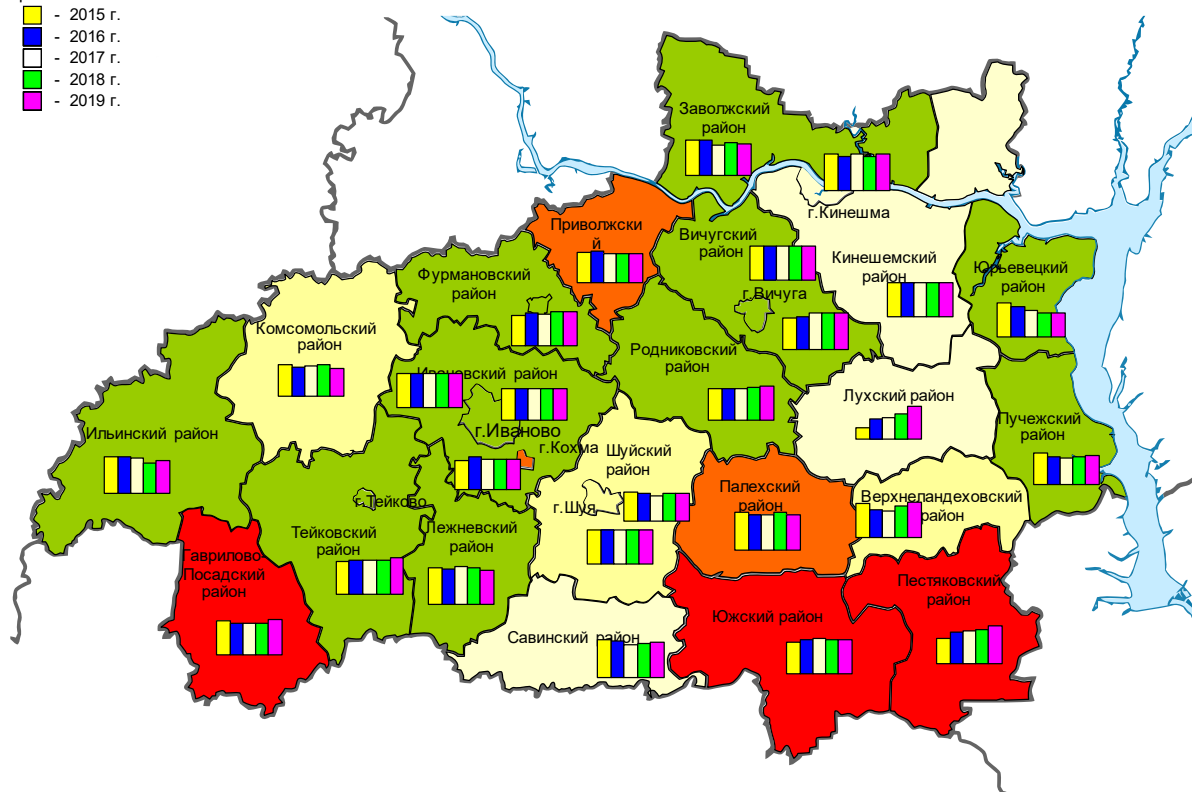 - 2015 г.
- 2016 г.
- 2017 г.
- 2018 г.
- 2019 г.
Заволжский
район
г.Кинешма
Приволжски
й
Вичугский
район
Кинешемский
район
Юрьевецкий
район
Фурмановский
район
г.Вичуга
Комсомольский
район
Родниковский
район
Ивановский район
г.Иваново
Лухский район
Пучежский
район
Ильинский район
г.Кохма
Шуйский
район
г.Тейково
г.Шуя
Палехский
район
Верхнеландеховский
район
Тейковский
район
Лежневский
район
Гаврилово-
Посадский
район
Пестяковский
район
Южский район
Савинский район